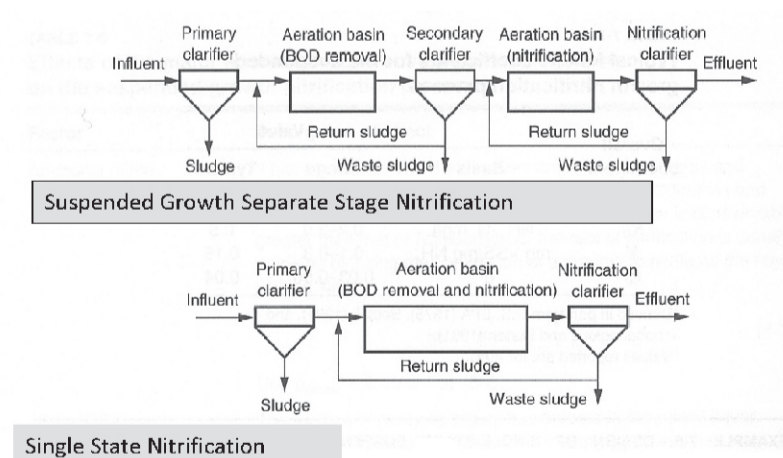 Influent
Primary
clarifier
Aeration basin
(BOD removal)
Secondary
clarifier
Aeration basin
(nitrification)
Nitrification
clarifier
Effluent
Return sludge
Return sludge
Sludge
Waste sludge
Waste sludge
Suspended Growth Separate Stage Nitrification
Influent
Primary
clarifier
Aeration basin
(BOD removal and nitrification)
Nitrification
clarifier
Effluent
Return sludge
Sludge
Waste sludge
Single State Nitrification